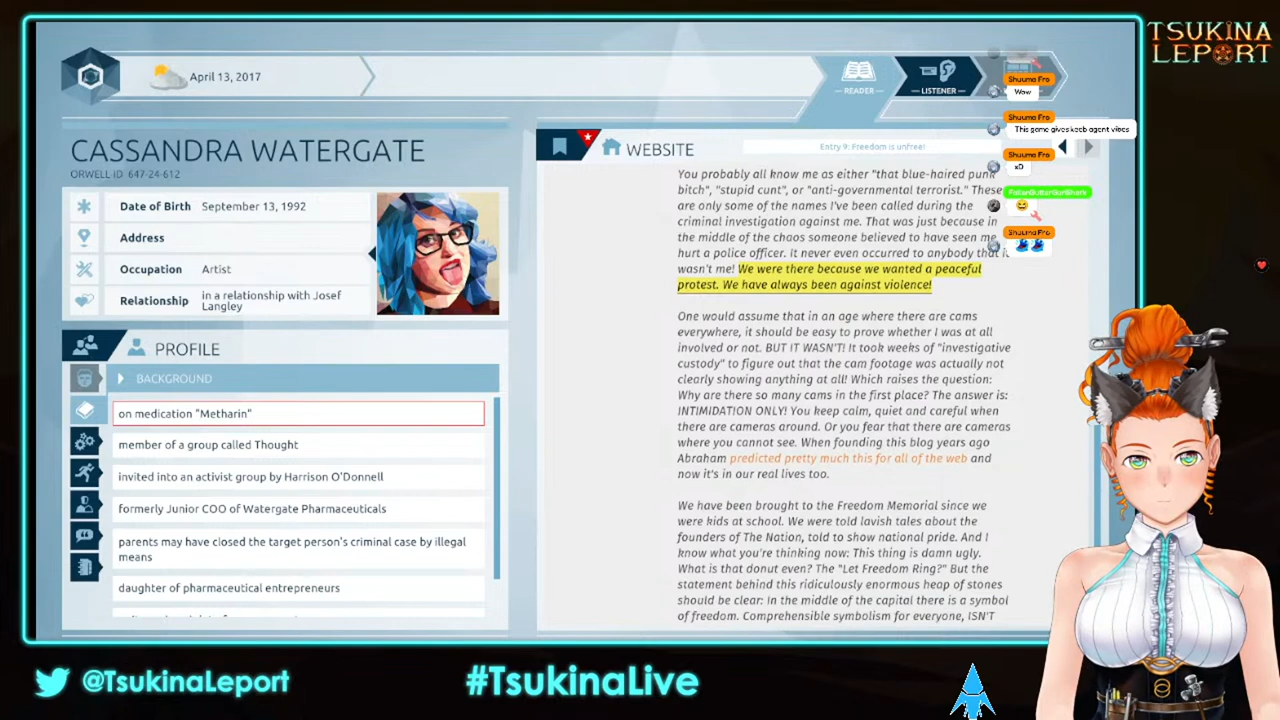 TSUKINA
LEPORT
April 13, 2017
— READER —
— LISTENER —
Shuuma Fro
Wow
Shuuma Fro
This game gives keeb agent vibes
Shuuma Fro
xD
Shuuma Fro
CASSANDRA WATERGATE
ORWELL ID 647-24-612
Date of Birth September 13, 1992
Address
Occupation Artist
Relationship in a relationship with Josef
Langley
PROFILE
BACKGROUND
on medication "Metharin"
member of a group called Thought
invited into an activist group by Harrison O'Donnell
formerly Junior COO of Watergate Pharmaceuticals
parents may have closed the target person's criminal case by illegal
means
daughter of pharmaceutical entrepreneurs
WEBSITE
Entry 9: Freedom is unfree!
You probably all know me as either "that blue-haired punk
bitch", "stupid cunt", or "anti-governmental terrorist." These
are only some of the names I've been called during the
criminal investigation against me. That was just because in
the middle of the chaos someone believed to have seen me
hurt a police officer. It never even occurred to anybody that it
wasn't me! We were there because we wanted a peaceful
protest. We have always been against violence!
One would assume that in an age where there are cams
everywhere, it should be easy to prove whether I was at all
involved or not. BUT IT WASN'T! It took weeks of "investigative
custody" to figure out that the cam footage was actually not
clearly showing anything at all! Which raises the question:
Why are there so many cams in the first place? The answer is:
INTIMIDATION ONLY! You keep calm, quiet and careful when
there are cameras around. Or you fear that there are cameras
where you cannot see. When founding this blog years ago
Abraham predicted pretty much this for all of the web and
now it's in our real lives too.
We have been brought to the Freedom Memorial since we
were kids at school. We were told lavish tales about the
founders of The Nation, told to show national pride. And I
know what you're thinking now: This thing is damn ugly.
What is that donut even? The "Let Freedom Ring?" But the
statement behind this ridiculously enormous heap of stones
should be clear: In the middle of the capital there is a symbol
of freedom. Comprehensible symbolism for everyone, ISN'T
@TsukinaLeport
#TsukinaLive